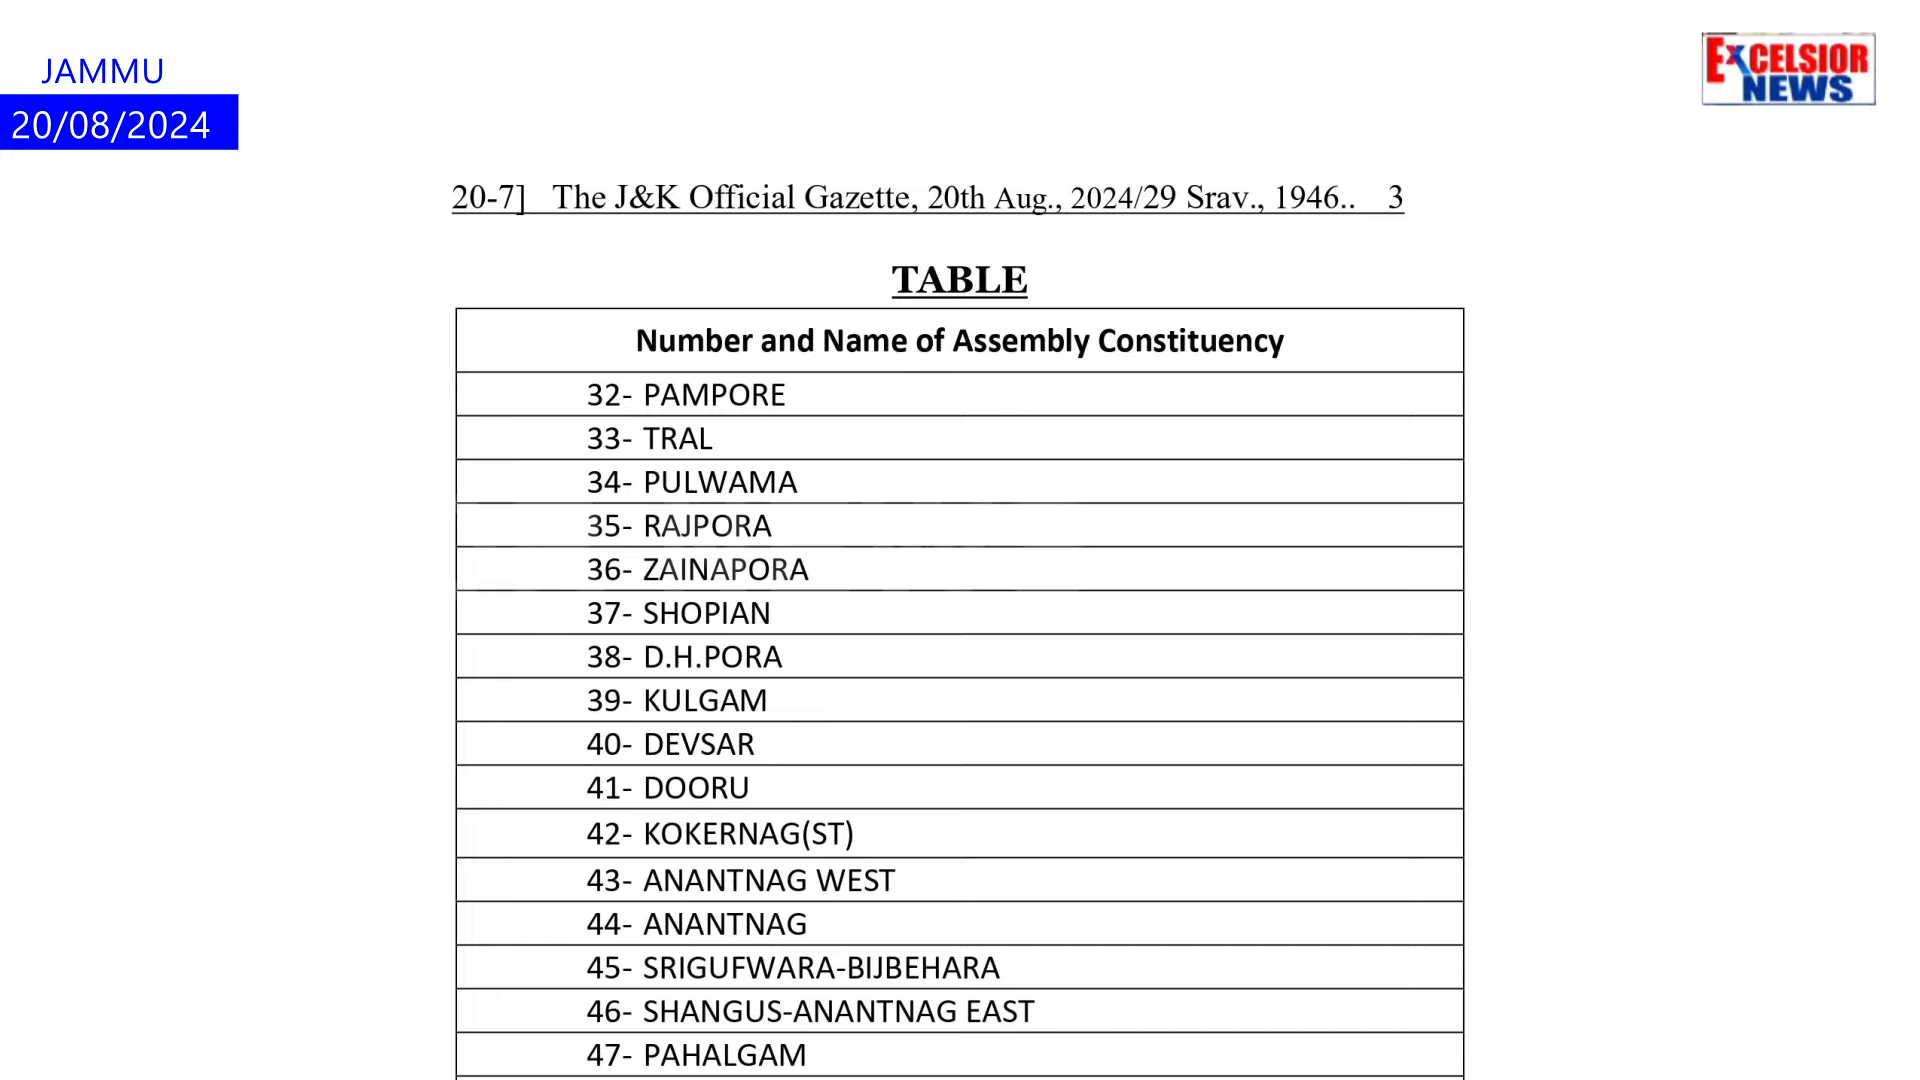 JAMMU
20/08/2024
EXCELSIOR
NEWS
20-7] The J&K Official Gazette, 20th Aug., 2024/29 Srav., 1946.. 3
TABLE
Number and Name of Assembly Constituency
32- PAMPORE
33- TRAL
34- PULWAMA
35- RAJPORA
36- ZAINAPORA
37- SHOPIAN
38- D.H.PORA
39- KULGAM
40- DEVSAR
41- DOORU
42- KOKERNAG(ST)
43- ANANTNAG WEST
44- ANANTNAG
45- SRIGUFWARA-BIJBEHARA
46- SHANGUS-ANANTNAG EAST
47- PAHALGAM